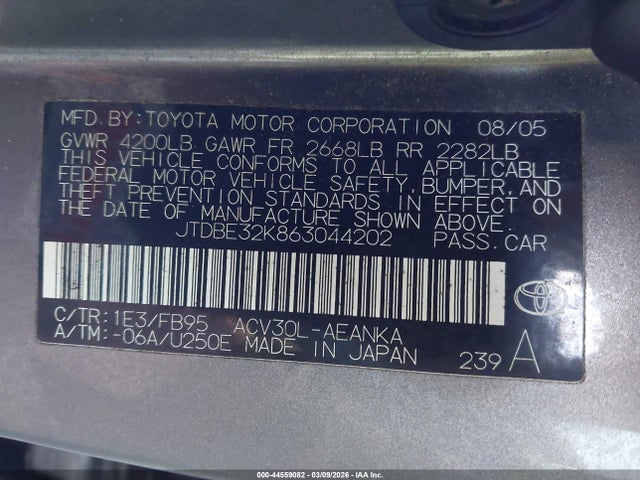 MFD.BY:TOYOTA MOTOR CORPORATION 08/05
GVWR 4200LB GAWR FR 2668LB RR 2282LB
THIS VEHICLE CONFORMS TO ALL APPLICABLE
FEDERAL MOTOR VEHICLE SAFETY, BUMPER, AND
THEFT PREVENTION STANDARDS IN EFFECT ON
THE DATE OF MANUFACTURE SHOWN ABOVE.
JTDBE32K863044202 PASS.CAR
C/TR: 1E3/FB95 ACV30L-AEANKA
A/TM: -06A/U250E MADE IN JAPAN 239 A
000-44559082 - 03/09/2026 - IAA Inc.